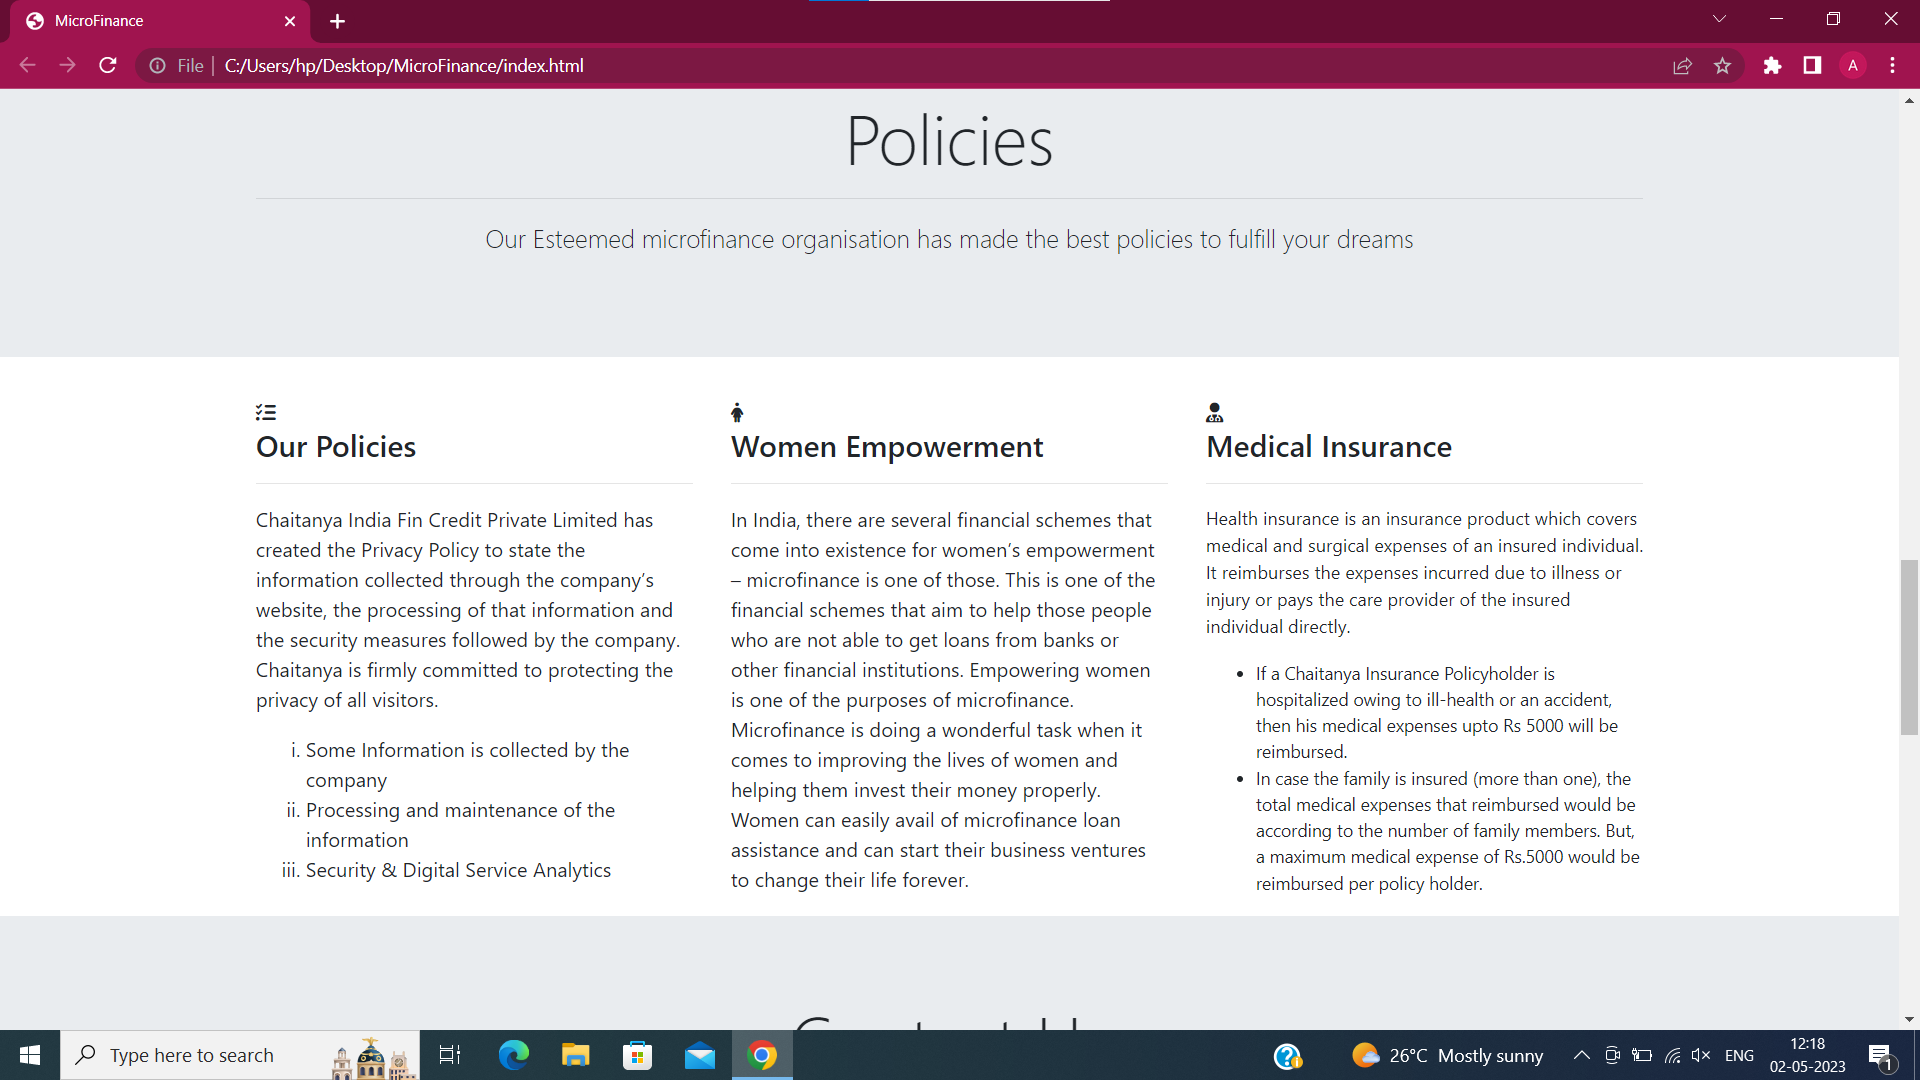 MicroFinance
File
C:/Users/hp/Desktop/MicroFinance/index.html
A
Policies
Our Esteemed microfinance organisation has made the best policies to fulfill your dreams
Our Policies
Chaitanya India Fin Credit Private Limited has
created the Privacy Policy to state the
information collected through the company's
website, the processing of that information and
the security measures followed by the company.
Chaitanya is firmly committed to protecting the
privacy of all visitors.
i. Some Information is collected by the
company
ii. Processing and maintenance of the
information
iii. Security & Digital Service Analytics
Women Empowerment
In India, there are several financial schemes that
come into existence for women's empowerment
– microfinance is one of those. This is one of the
financial schemes that aim to help those people
who are not able to get loans from banks or
other financial institutions. Empowering women
is one of the purposes of microfinance.
Microfinance is doing a wonderful task when it
comes to improving the lives of women and
helping them invest their money properly.
Women can easily avail of microfinance loan
assistance and can start their business ventures
to change their life forever.
Medical Insurance
Health insurance is an insurance product which covers
medical and surgical expenses of an insured individual.
It reimburses the expenses incurred due to illness or
injury or pays the care provider of the insured
individual directly.
• If a Chaitanya Insurance Policyholder is
hospitalized owing to ill-health or an accident,
then his medical expenses upto Rs 5000 will be
reimbursed.
• In case the family is insured (more than one), the
total medical expenses that reimbursed would be
according to the number of family members. But,
a maximum medical expense of Rs.5000 would be
reimbursed per policy holder.
Type here to search
26°C Mostly sunny
ENG
12:18
02-05-2023
1